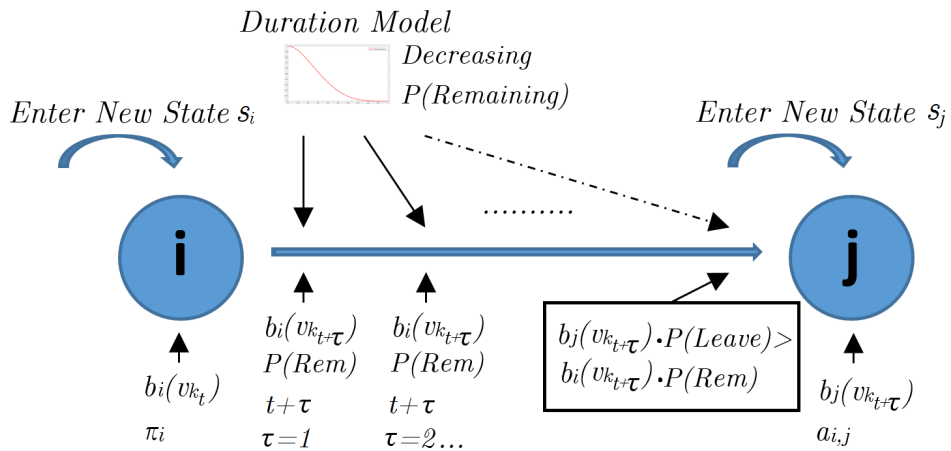 Duration Model
Decreasing
P(Remaining)
Enter New State s_i
Enter New State s_j
..........
i
j
b_i(v_{k_{t+τ}})
P(Rem)
t+τ
τ=1
b_i(v_{k_{t+τ}})
P(Rem)
t+τ
τ=2...
b_j(v_{k_{t+τ}})·P(Leave)>
b_i(v_{k_{t+τ}})·P(Rem)
b_i(v_{k_t})
π_i
b_j(v_{k_{t+τ}})
a_{i,j}